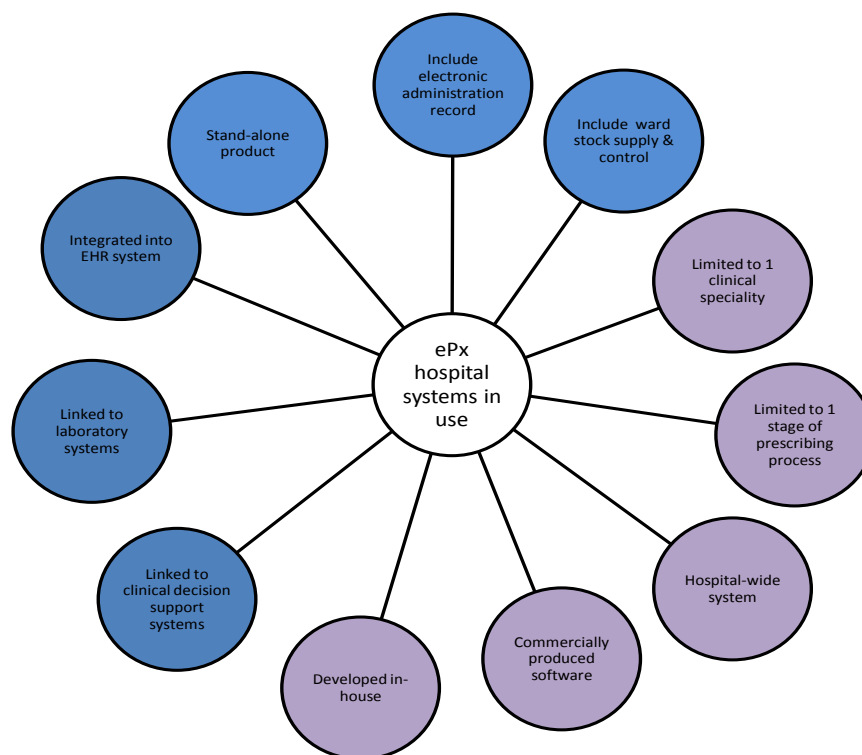 Include
electronic
administration
record
Include  ward
stock supply &
control
Stand-alone
product
Integrated into
EHR system
Limited to 1
clinical
speciality
ePx
hospital
systems in
use
Linked to
laboratory
systems
Limited to 1
stage of
prescribing
process
Linked to
clinical decision
support
systems
Hospital-wide
system
Developed in-
house
Commercially
produced
software